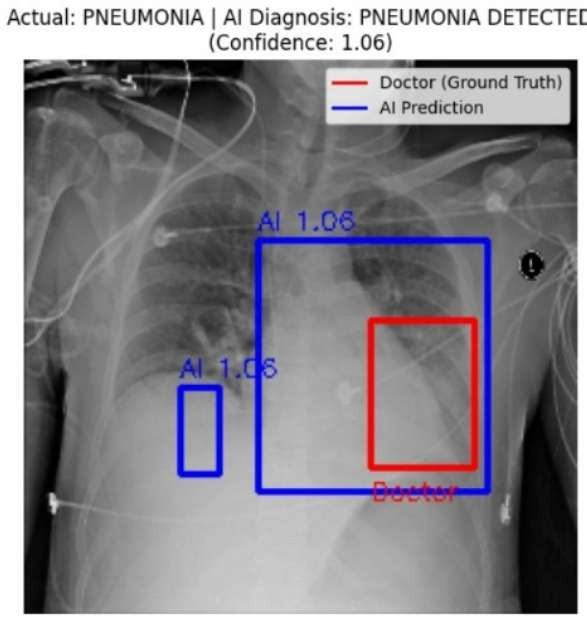 Actual: PNEUMONIA | AI Diagnosis: PNEUMONIA DETECTED
(Confidence: 1.06)
Doctor (Ground Truth)
AI Prediction
AI 1.06
AI 1.06
Doctor